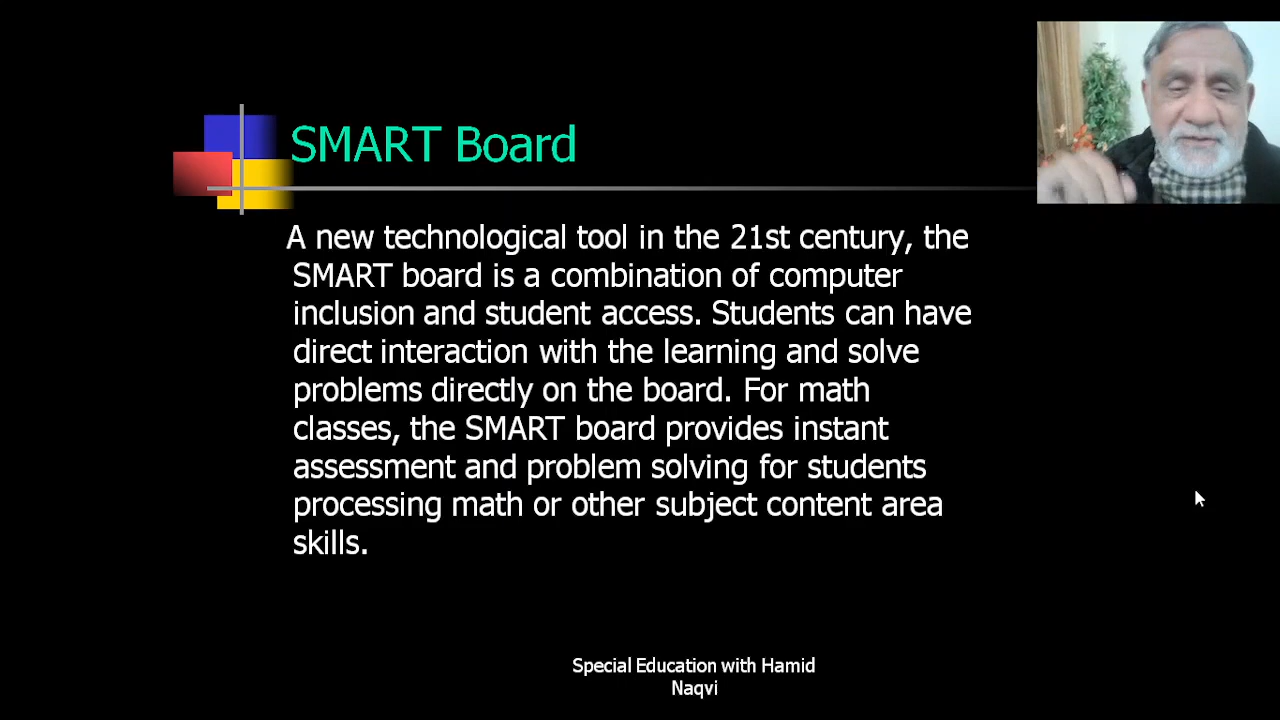 SMART Board
A new technological tool in the 21st century, the
SMART board is a combination of computer
inclusion and student access. Students can have
direct interaction with the learning and solve
problems directly on the board. For math
classes, the SMART board provides instant
assessment and problem solving for students
processing math or other subject content area
skills.
Special Education with Hamid
Naqvi